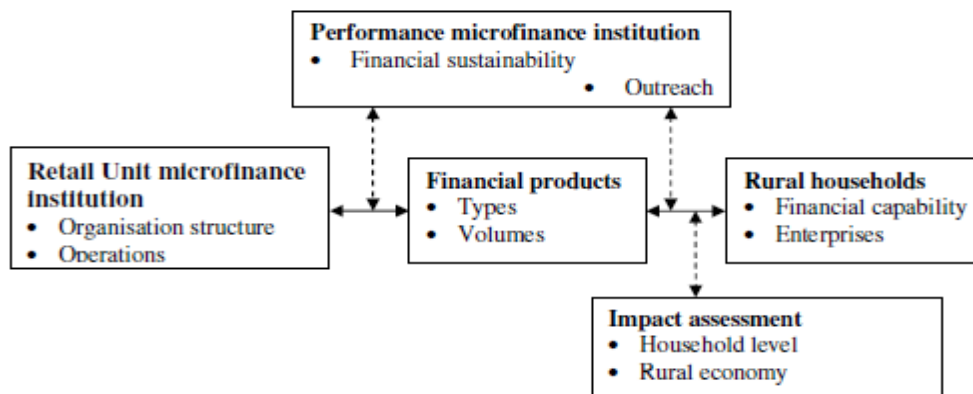 Performance microfinance institution
• Financial sustainability
• Outreach
Retail Unit microfinance
institution
• Organisation structure
• Operations
Financial products
• Types
• Volumes
Rural households
• Financial capability
• Enterprises
Impact assessment
• Household level
• Rural economy